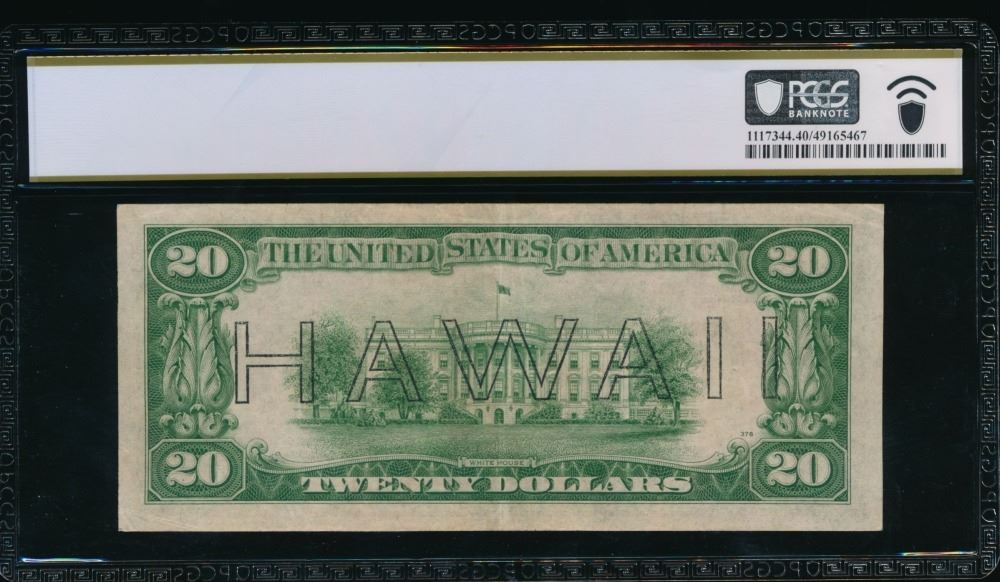 PCGS
BANKNOTE
1117344.40/49165467
20 THE UNITED STATES OF AMERICA 20
HAWAII
376
WHITE HOUSE
20 TWENTY DOLLARS 20